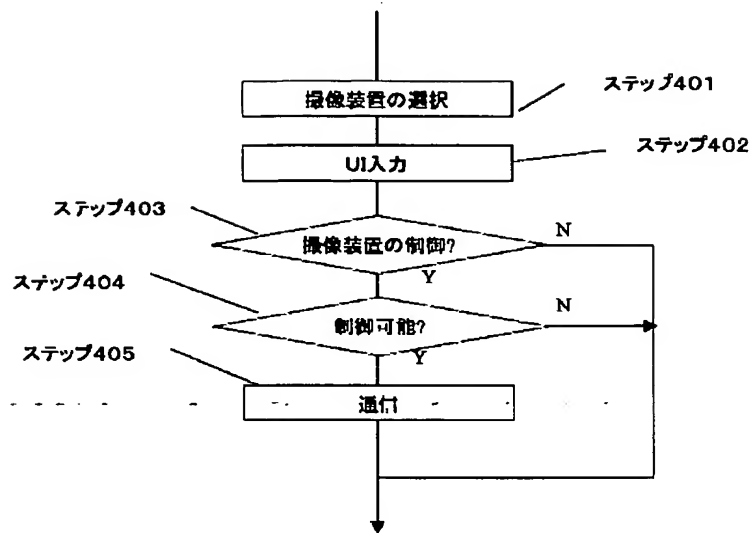 撮像装置の選択
ステップ401
UI入力
ステップ402
ステップ403
撮像装置の制御?
N
Y
ステップ404
制御可能?
N
Y
ステップ405
通信